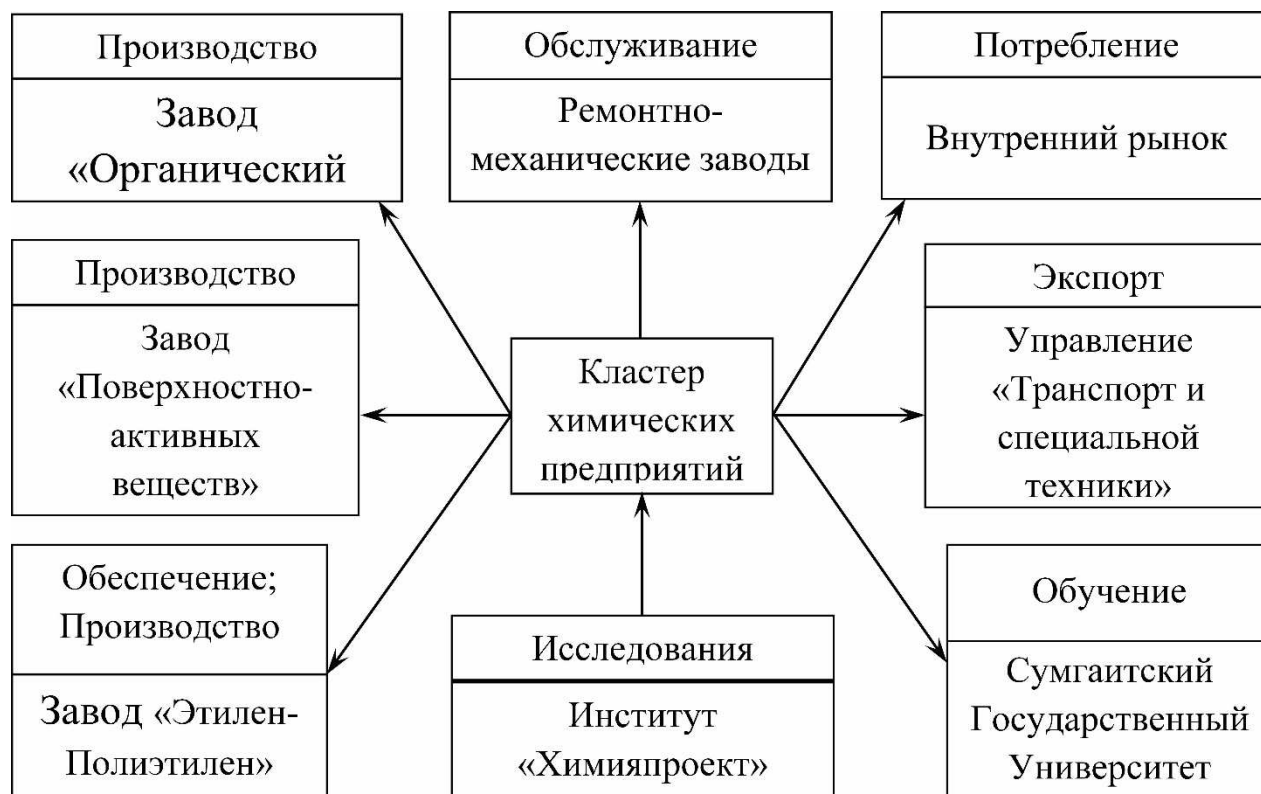 Производство
Завод
«Органический
Обслуживание
Ремонтно-
механические заводы
Потребление
Внутренний рынок
Производство
Завод
«Поверхностно-
активных
веществ»
Кластер
химических
предприятий
Экспорт
Управление
«Транспорт и
специальной
техники»
Обеспечение;
Производство
Завод «Этилен-
Полиэтилен»
Исследования
Институт
«Химияпроект»
Обучение
Сумгаитский
Государственный
Университет